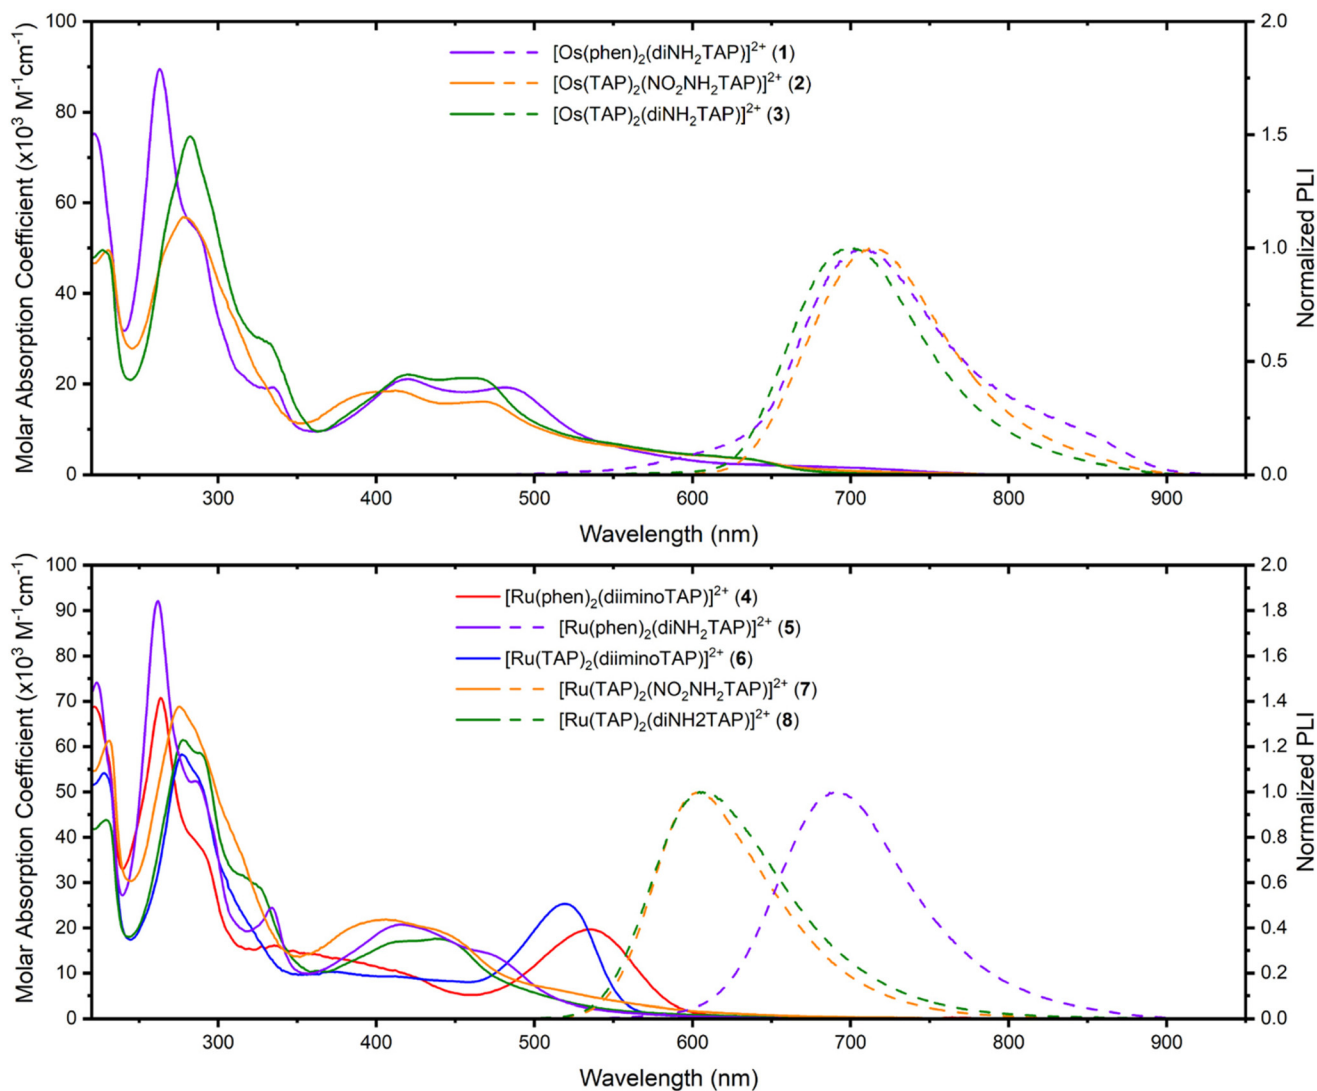 100
80
60
40
20
0
Molar Absorption Coefficient (x10³ M⁻¹cm⁻¹)
[Os(phen)₂(diNH₂TAP)]²⁺ (1)
[Os(TAP)₂(NO₂NH₂TAP)]²⁺ (2)
[Os(TAP)₂(diNH₂TAP)]²⁺ (3)
2.0
1.5
1.0
0.5
0.0
Normalized PLI
300 400 500 600 700 800 900
Wavelength (nm)
100
90
80
70
60
50
40
30
20
10
0
Molar Absorption Coefficient (x10³ M⁻¹cm⁻¹)
[Ru(phen)₂(diiminoTAP)]²⁺ (4)
[Ru(phen)₂(diNH₂TAP)]²⁺ (5)
[Ru(TAP)₂(diiminoTAP)]²⁺ (6)
[Ru(TAP)₂(NO₂NH₂TAP)]²⁺ (7)
[Ru(TAP)₂(diNH2TAP)]²⁺ (8)
2.0
1.8
1.6
1.4
1.2
1.0
0.8
0.6
0.4
0.2
0.0
Normalized PLI
300 400 500 600 700 800 900
Wavelength (nm)